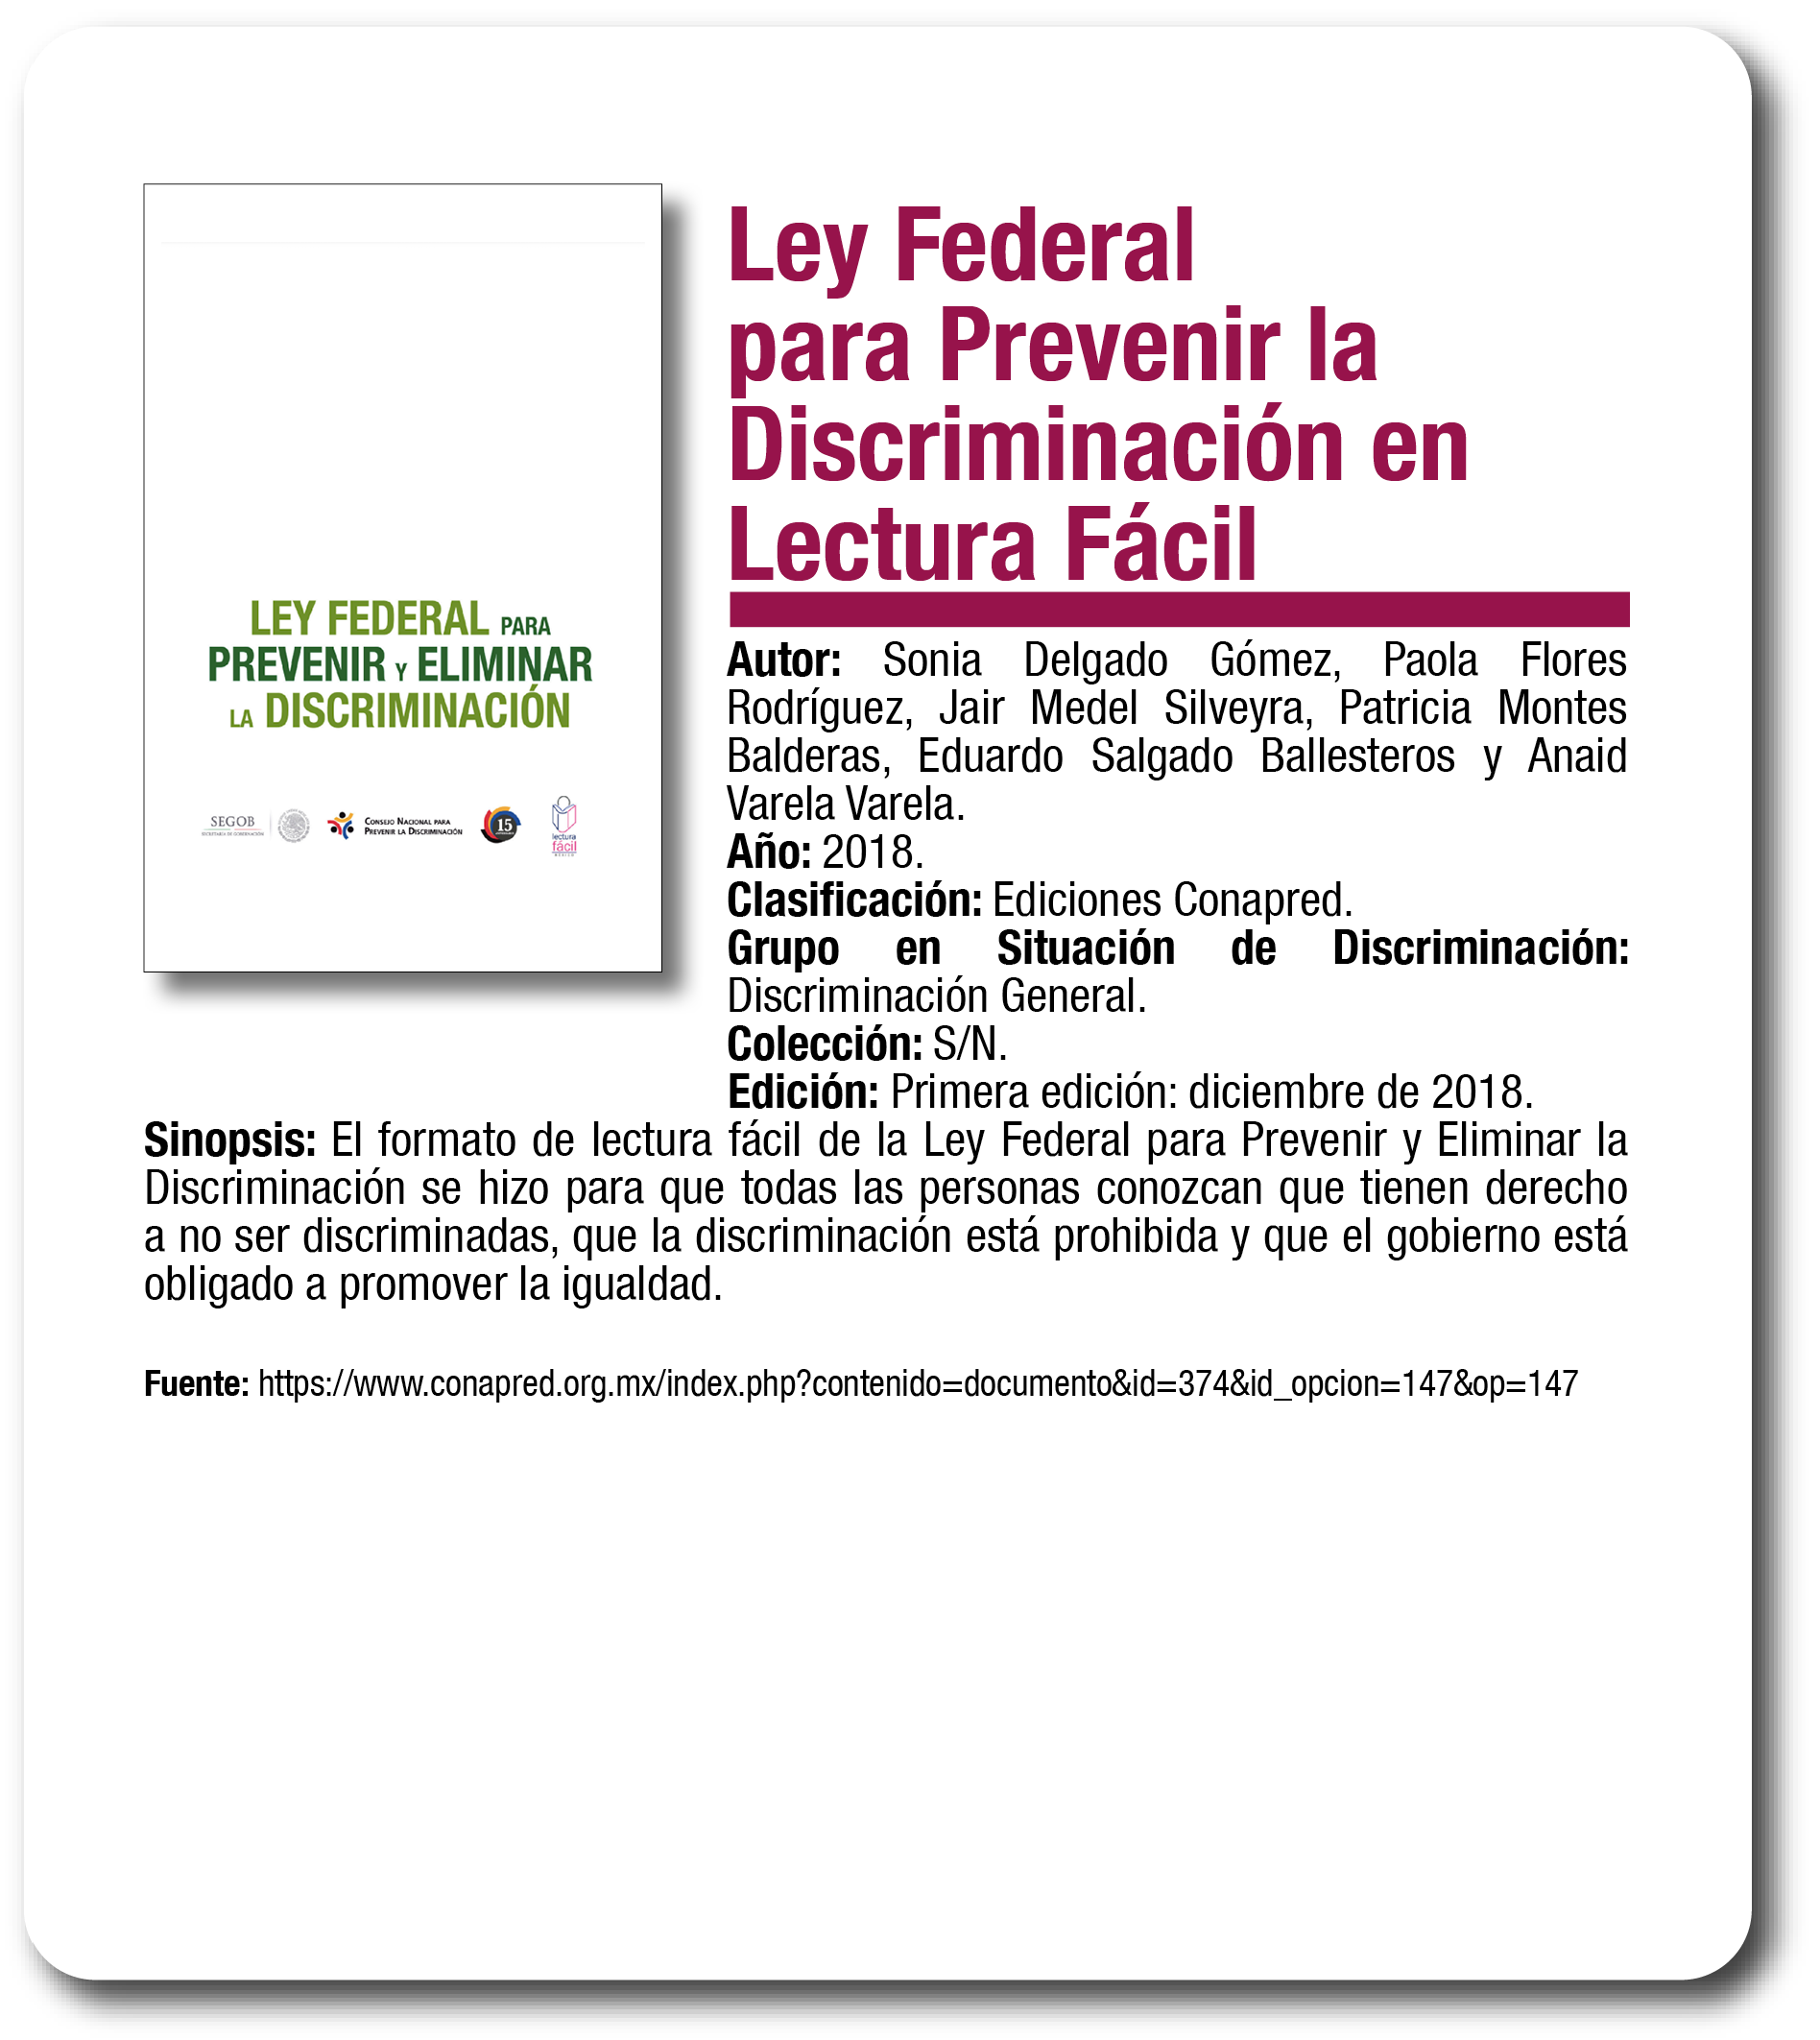 LEY FEDERAL PARA
PREVENIR Y ELIMINAR
LA DISCRIMINACIÓN
SEGOB
SECRETARÍA DE GOBERNACIÓN
CONSEJO NACIONAL PARA
PREVENIR LA DISCRIMINACIÓN
15
lectura
fácil
MÉXICO
Ley Federal
para Prevenir la
Discriminación en
Lectura Fácil
Autor: Sonia Delgado Gómez, Paola Flores
Rodríguez, Jair Medel Silveyra, Patricia Montes
Balderas, Eduardo Salgado Ballesteros y Anaid
Varela Varela.
Año: 2018.
Clasificación: Ediciones Conapred.
Grupo en Situación de Discriminación:
Discriminación General.
Colección: S/N.
Edición: Primera edición: diciembre de 2018.
Sinopsis: El formato de lectura fácil de la Ley Federal para Prevenir y Eliminar la
Discriminación se hizo para que todas las personas conozcan que tienen derecho
a no ser discriminadas, que la discriminación está prohibida y que el gobierno está
obligado a promover la igualdad.
Fuente: https://www.conapred.org.mx/index.php?contenido=documento&id=374&id_opcion=147&op=147